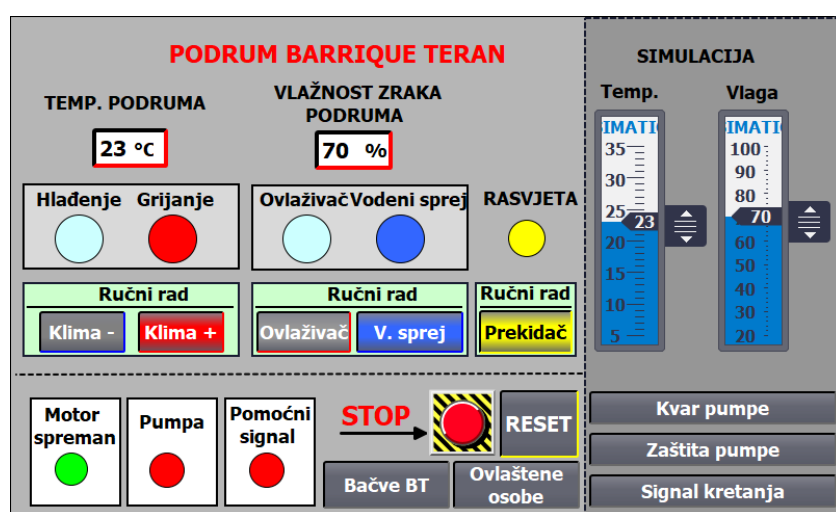 PODRUM BARRIQUE TERAN
TEMP. PODRUMA
VLAŽNOST ZRAKA
PODRUMA
23 °C
70 %
Hlađenje Grijanje
Ovlaživač Vodeni sprej
RASVJETA
Ručni rad
Klima -
Klima +
Ručni rad
Ovlaživač
V. sprej
Ručni rad
Prekidač
Motor
spreman
Pumpa
Pomoćni
signal
STOP
RESET
Bačve BT
Ovlaštene
osobe
SIMULACIJA
Temp.
Vlaga
SIMATI
35
30
25
23
20
15
10
5
IMATI
100
90
80
70
60
50
40
30
20
Kvar pumpe
Zaštita pumpe
Signal kretanja